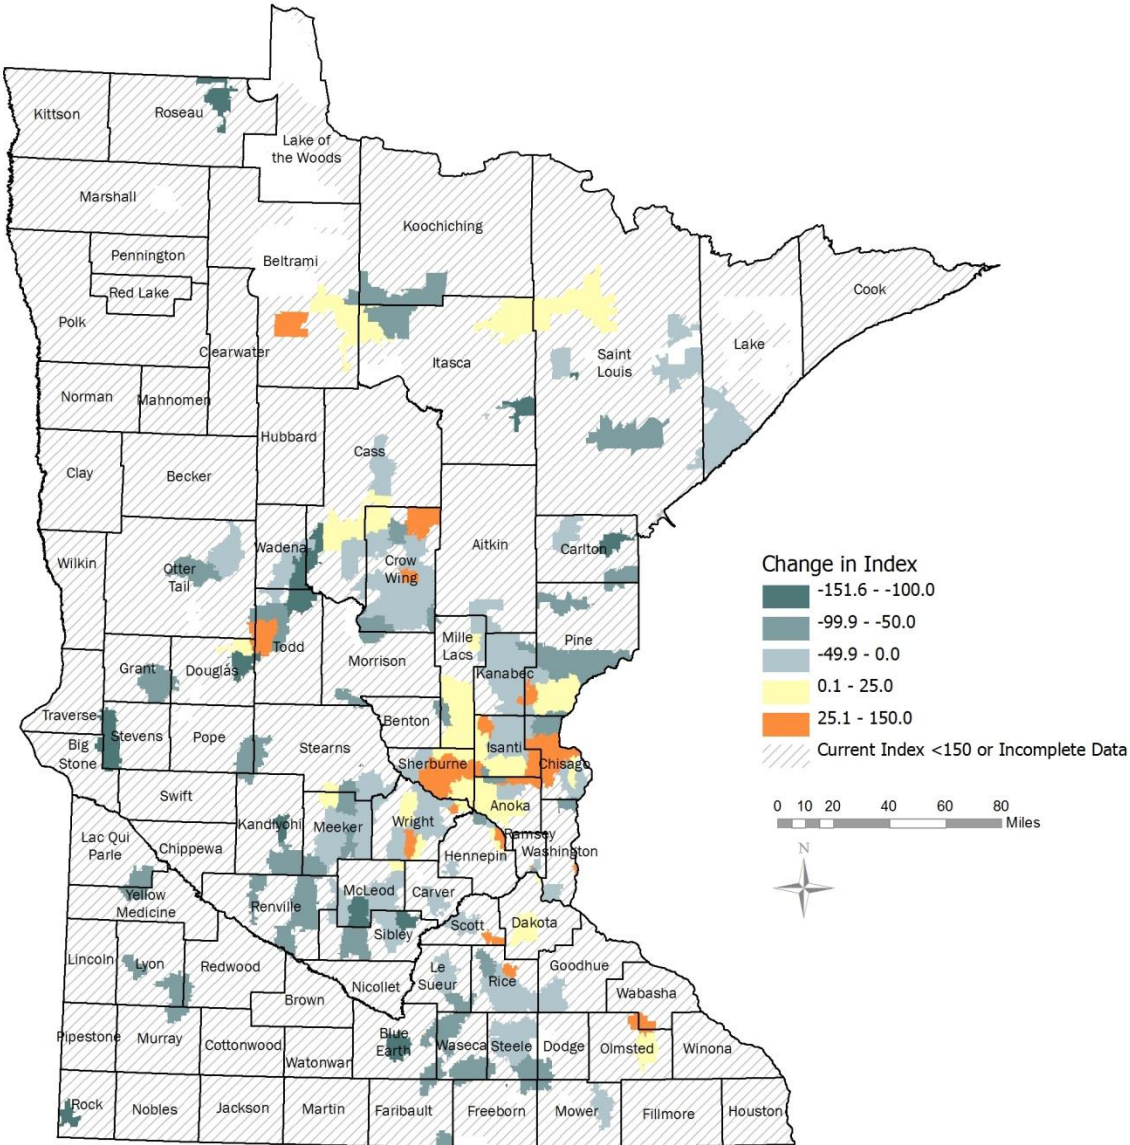 Kittson
Roseau
Lake of
the Woods
Marshall
Koochiching
Pennington
Beltrami
Red Lake
Cook
Polk
Clearwater
Itasca
Saint
Louis
Lake
Norman
Mahnomen
Hubbard
Cass
Clay
Becker
Wadena
Aitkin
Carlton
Wilkin
Otter
Tail
Crow
Wing
Mille
Lacs
Pine
Todd
Morrison
Grant
Douglas
Kanabec
Traverse
Stevens
Pope
Benton
Big
Stone
Stearns
Isanti
Sherburne
Chisago
Swift
Anoka
Kandiyohi
Meeker
Wright
Lac Qui
Parle
Chippewa
Ramsey
Hennepin
Washington
Yellow
Medicine
Renville
McLeod
Carver
Sibley
Scott
Dakota
Lincoln
Lyon
Redwood
Le
Sueur
Rice
Goodhue
Nicollet
Brown
Wabasha
Pipestone
Murray
Cottonwood
Watonwan
Blue
Earth
Waseca
Steele
Dodge
Olmsted
Winona
Rock
Nobles
Jackson
Martin
Faribault
Freeborn
Mower
Fillmore
Houston
Change in Index
-151.6 - -100.0
-99.9 - -50.0
-49.9 - 0.0
0.1 - 25.0
25.1 - 150.0
Current Index <150 or Incomplete Data
0 10 20 40 60 80
Miles
N